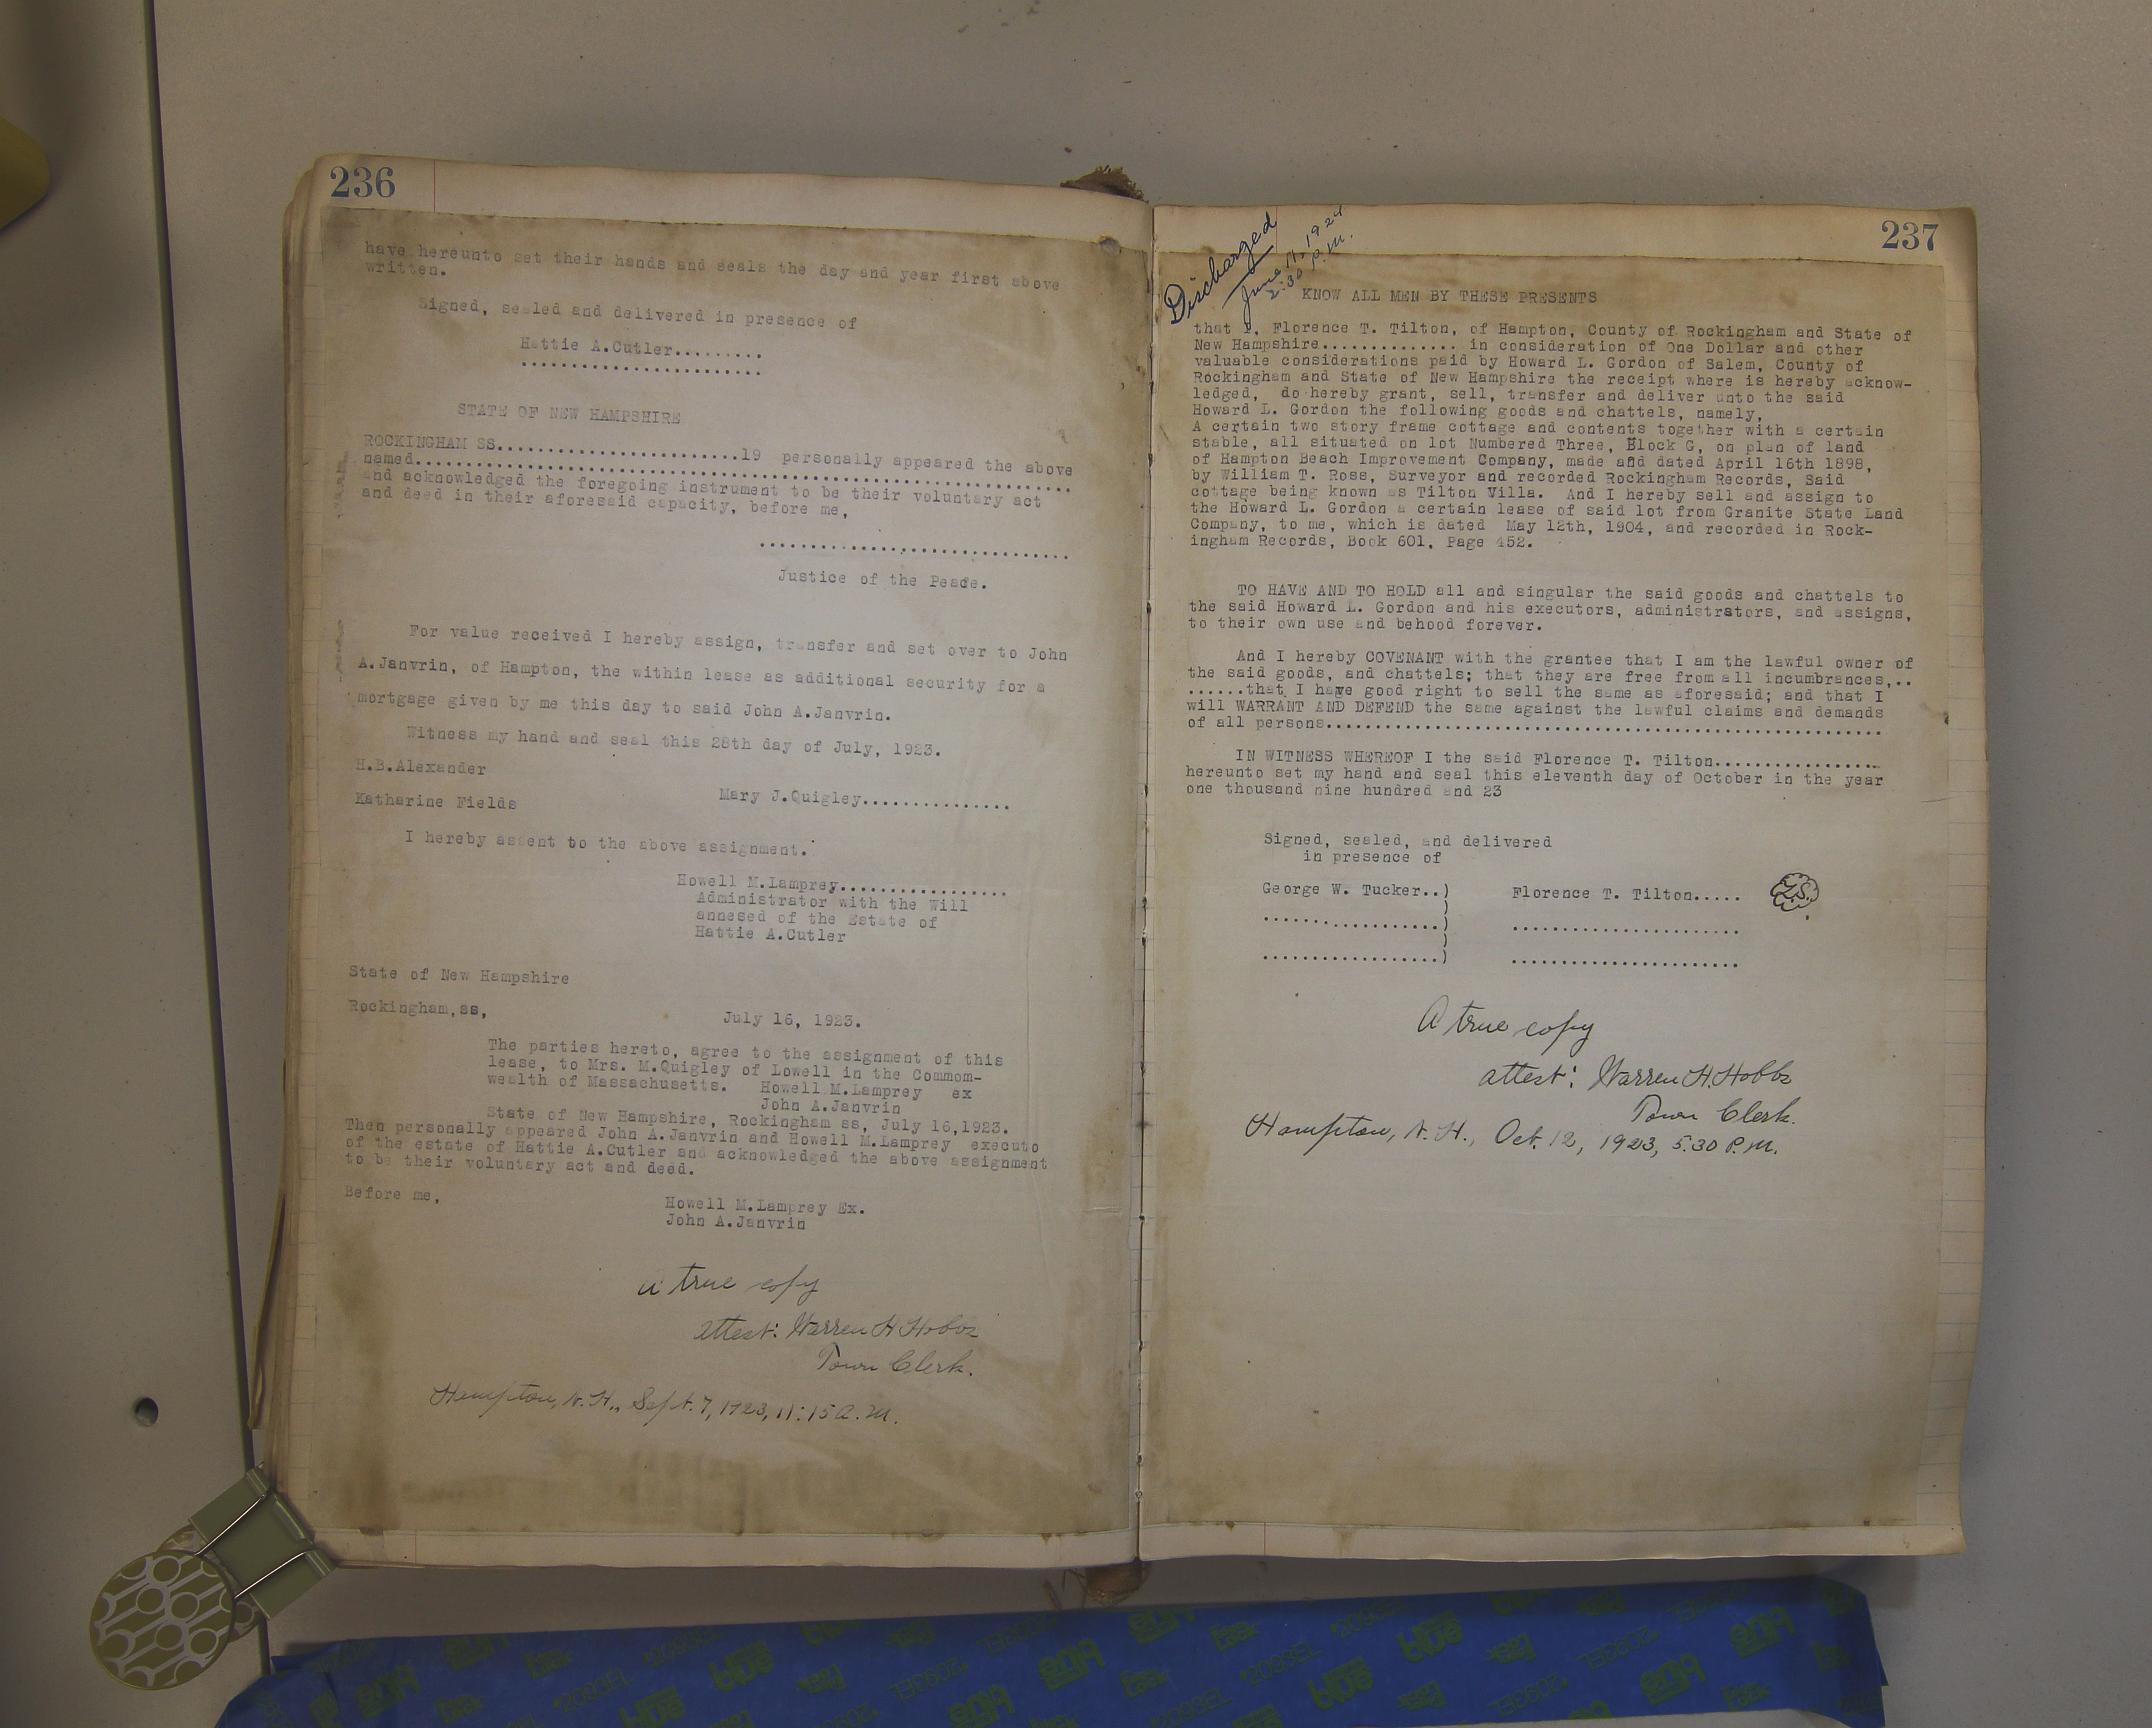 236
have hereunto set their hands and seals the day and year first above
written.
Signed, sealed and delivered in presence of
Hattie A.Cutler.........
........................
STATE OF NEW HAMPSHIRE
ROCKINGHAM SS........................19 personally appeared the above
named..................................................................
and acknowledged the foregoing instrument to be their voluntary act
and deed in their aforesaid capacity, before me,
...............................
Justice of the Peace.
For value received I hereby assign, transfer and set over to John
A.Janvrin, of Hampton, the within lease as additional security for a
mortgage given by me this day to said John A.Janvrin.
Witness my hand and seal this 28th day of July, 1923.
H.B.Alexander
Katharine Fields Mary J.Quigley...............
I hereby assent to the above assignment.
Howell M.Lamprey.................
Administrator with the Will
annesed of the Estate of
Hattie A.Cutler
State of New Hampshire
Rockingham,ss, July 16, 1923.
The parties hereto, agree to the assignment of this
lease, to Mrs. M.Quigley of Lowell in the Commom-
wealth of Massachusetts. Howell M.Lamprey ex
John A.Janvrin
State of New Hampshire, Rockingham ss, July 16,1923.
Then personally appeared John A.Janvrin and Howell M.Lamprey executo
of the estate of Hattie A.Cutler and acknowledged the above assignment
to be their voluntary act and deed.
Before me,
Howell M.Lamprey Ex.
John A.Janvrin
a true copy
attest: Warren H Hobbs
Town Clerk.
Hampton, N.H., Sept. 7, 1923, 11:15 A.M.
237
Discharged
June 11, 1924
2:30 P.M.
KNOW ALL MEN BY THESE PRESENTS
that I, Florence T. Tilton, of Hampton, County of Rockingham and State of
New Hampshire.............. in consideration of One Dollar and other
valuable considerations paid by Howard L. Gordon of Salem, County of
Rockingham and State of New Hampshire the receipt where is hereby acknow-
ledged, do hereby grant, sell, transfer and deliver unto the said
Howard L. Gordon the following goods and chattels, namely,
A certain two story frame cottage and contents together with a certain
stable, all situated on lot Numbered Three, Block G, on plan of land
of Hampton Beach Improvement Company, made and dated April 16th 1898,
by William T. Ross, Surveyor and recorded Rockingham Records, Said
cottage being known as Tilton Villa. And I hereby sell and assign to
the Howard L. Gordon a certain lease of said lot from Granite State Land
Company, to me, which is dated May 12th, 1904, and recorded in Rock-
ingham Records, Book 601, Page 452.
TO HAVE AND TO HOLD all and singular the said goods and chattels to
the said Howard L. Gordon and his executors, administrators, and assigns,
to their own use and behood forever.
And I hereby COVENANT with the grantee that I am the lawful owner of
the said goods, and chattels; that they are free from all incumbrances,..
......that I have good right to sell the same as aforesaid; and that I
will WARRANT AND DEFEND the same against the lawful claims and demands
of all persons.........................................................
IN WITNESS WHEREOF I the said Florence T. Tilton.................
hereunto set my hand and seal this eleventh day of October in the year
one thousand nine hundred and 23
Signed, sealed, and delivered
in presence of
George W. Tucker..) Florence T. Tilton..... L.S.
..................) .......................
..................) .......................
A true copy
attest: Warren H. Hobbs
Town Clerk.
Hampton, N.H., Oct. 12, 1923, 5.30 P.M.